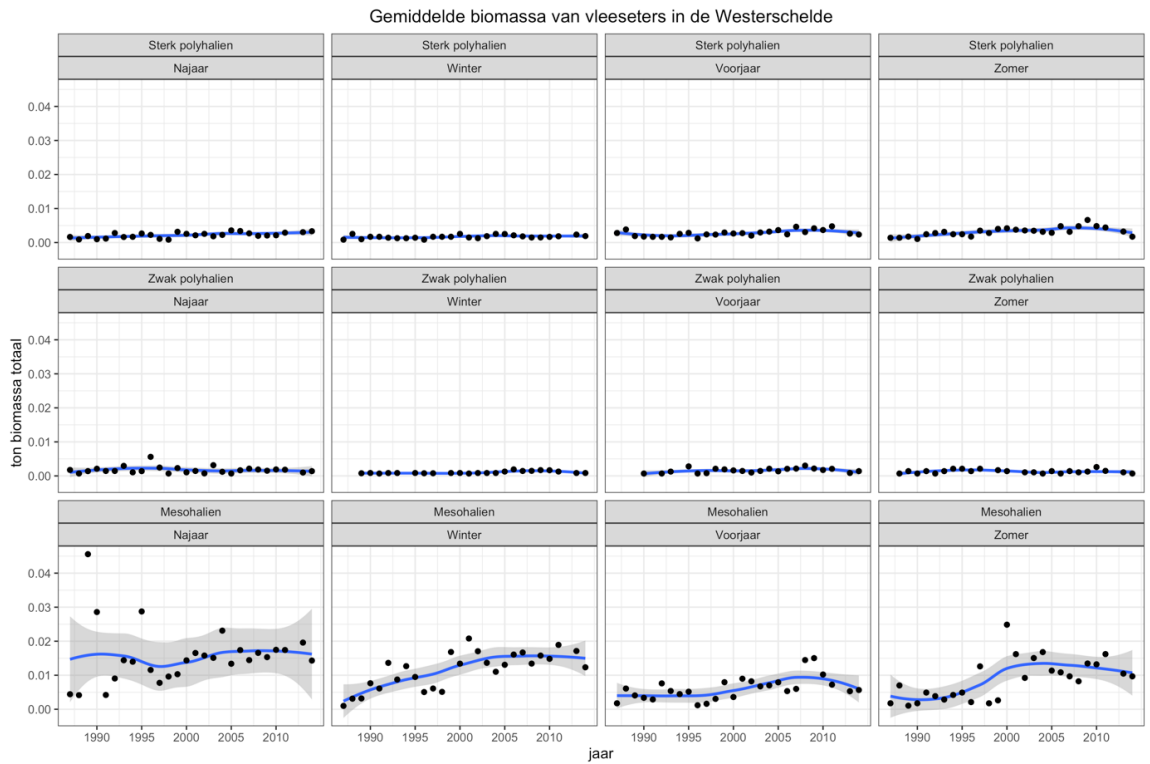 Gemiddelde biomassa van vleeseters in de Westerschelde
Sterk polyhalien Sterk polyhalien Sterk polyhalien Sterk polyhalien
Najaar Winter Voorjaar Zomer
0.04
0.03
0.02
0.01
0.00
Zwak polyhalien Zwak polyhalien Zwak polyhalien Zwak polyhalien
Najaar Winter Voorjaar Zomer
0.04
0.03
0.02
0.01
0.00
ton biomassa totaal
Mesohalien Mesohalien Mesohalien Mesohalien
Najaar Winter Voorjaar Zomer
0.04
0.03
0.02
0.01
0.00
1990 1995 2000 2005 2010 1990 1995 2000 2005 2010 1990 1995 2000 2005 2010 1990 1995 2000 2005 2010
jaar